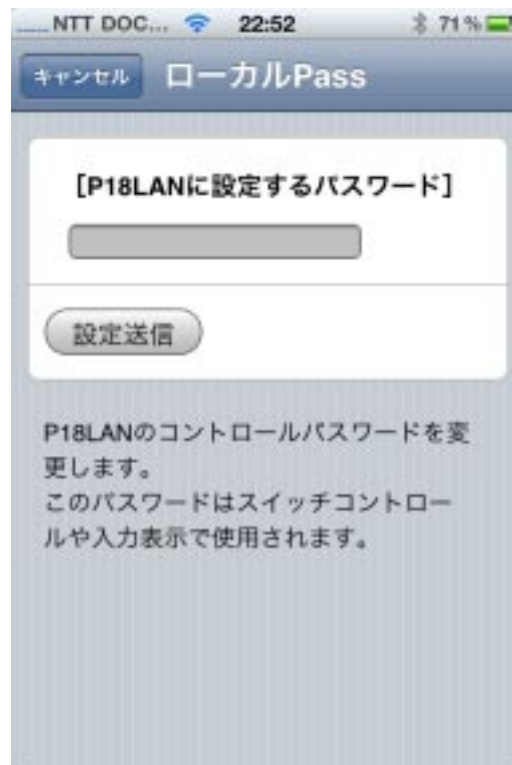 NTT DOC... 22:52 71 %
キャンセル ローカルPass
[P18LANに設定するパスワード]
設定送信
P18LANのコントロールパスワードを変
更します。
このパスワードはスイッチコントロー
ルや入力表示で使用されます。